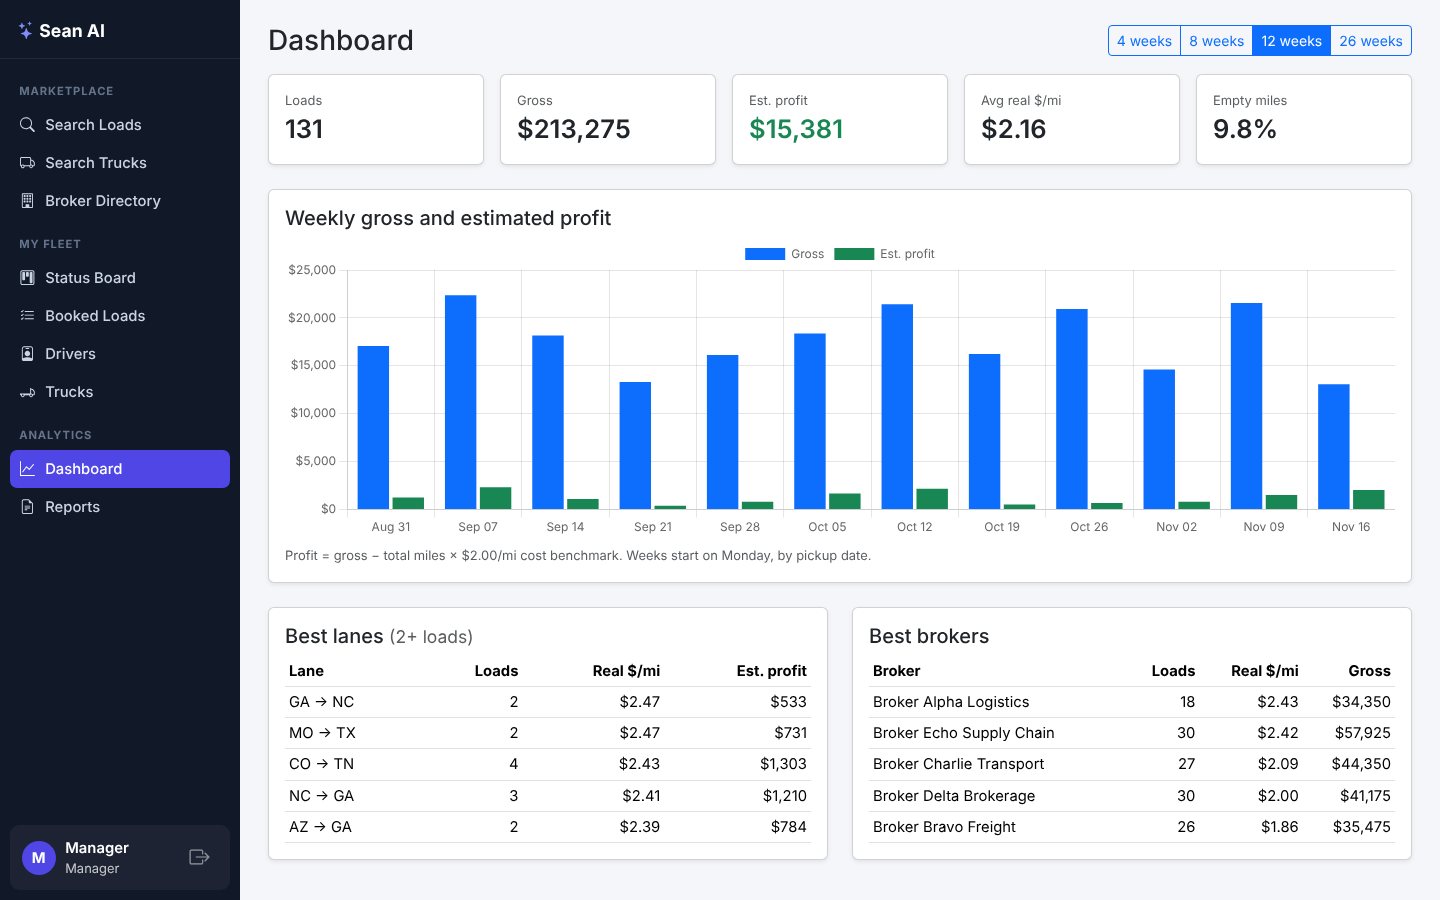 Sean AI
MARKETPLACE
Search Loads
Search Trucks
Broker Directory
MY FLEET
Status Board
Booked Loads
Drivers
Trucks
ANALYTICS
Dashboard
Reports
M
Manager
Manager
Dashboard
4 weeks 8 weeks 12 weeks 26 weeks
Loads
131
Gross
$213,275
Est. profit
$15,381
Avg real $/mi
$2.16
Empty miles
9.8%
Weekly gross and estimated profit
Gross Est. profit
$25,000
$20,000
$15,000
$10,000
$5,000
$0
Aug 31 Sep 07 Sep 14 Sep 21 Sep 28 Oct 05 Oct 12 Oct 19 Oct 26 Nov 02 Nov 09 Nov 16
Profit = gross − total miles × $2.00/mi cost benchmark. Weeks start on Monday, by pickup date.
Best lanes (2+ loads)
Lane Loads Real $/mi Est. profit
GA → NC 2 $2.47 $533
MO → TX 2 $2.47 $731
CO → TN 4 $2.43 $1,303
NC → GA 3 $2.41 $1,210
AZ → GA 2 $2.39 $784
Best brokers
Broker Loads Real $/mi Gross
Broker Alpha Logistics 18 $2.43 $34,350
Broker Echo Supply Chain 30 $2.42 $57,925
Broker Charlie Transport 27 $2.09 $44,350
Broker Delta Brokerage 30 $2.00 $41,175
Broker Bravo Freight 26 $1.86 $35,475